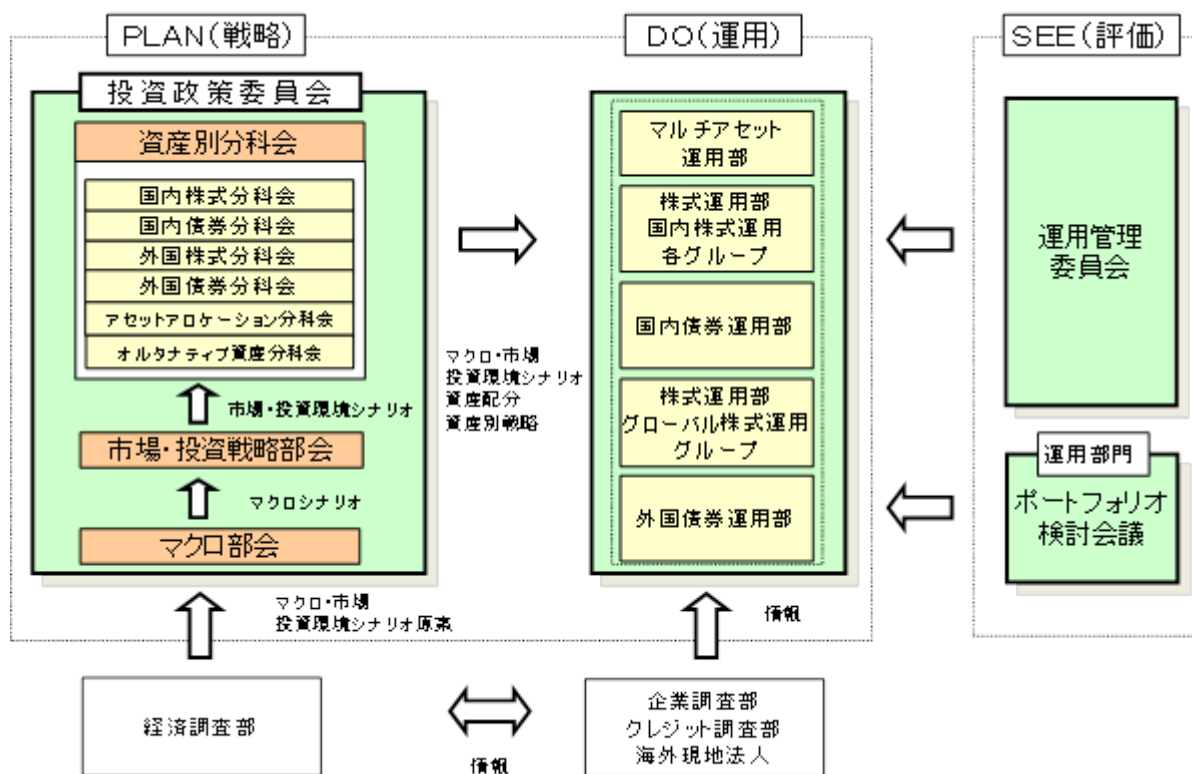 PLAN(戦略)
投資政策委員会
資産別分科会
国内株式分科会
国内債券分科会
外国株式分科会
外国債券分科会
アセットアロケーション分科会
オルタナティブ資産分科会
市場・投資環境シナリオ
市場・投資戦略部会
マクロシナリオ
マクロ部会
マクロ・市場
投資環境シナリオ原案
経済調査部
マクロ・市場
投資環境シナリオ
資産配分
資産別戦略
DO(運用)
マルチアセット
運用部
株式運用部
国内株式運用
各グループ
国内債券運用部
株式運用部
グローバル株式運用
グループ
外国債券運用部
情報
企業調査部
クレジット調査部
海外現地法人
情報
SEE(評価)
運用管理
委員会
運用部門
ポートフォリオ
検討会議